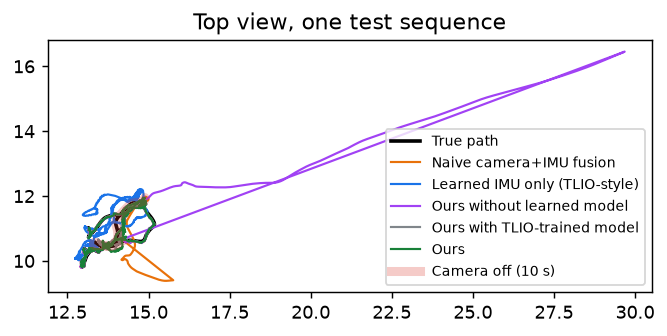 Top view, one test sequence
16
14
12
10
True path
Naive camera+IMU fusion
Learned IMU only (TLIO-style)
Ours without learned model
Ours with TLIO-trained model
Ours
Camera off (10 s)
12.5 15.0 17.5 20.0 22.5 25.0 27.5 30.0